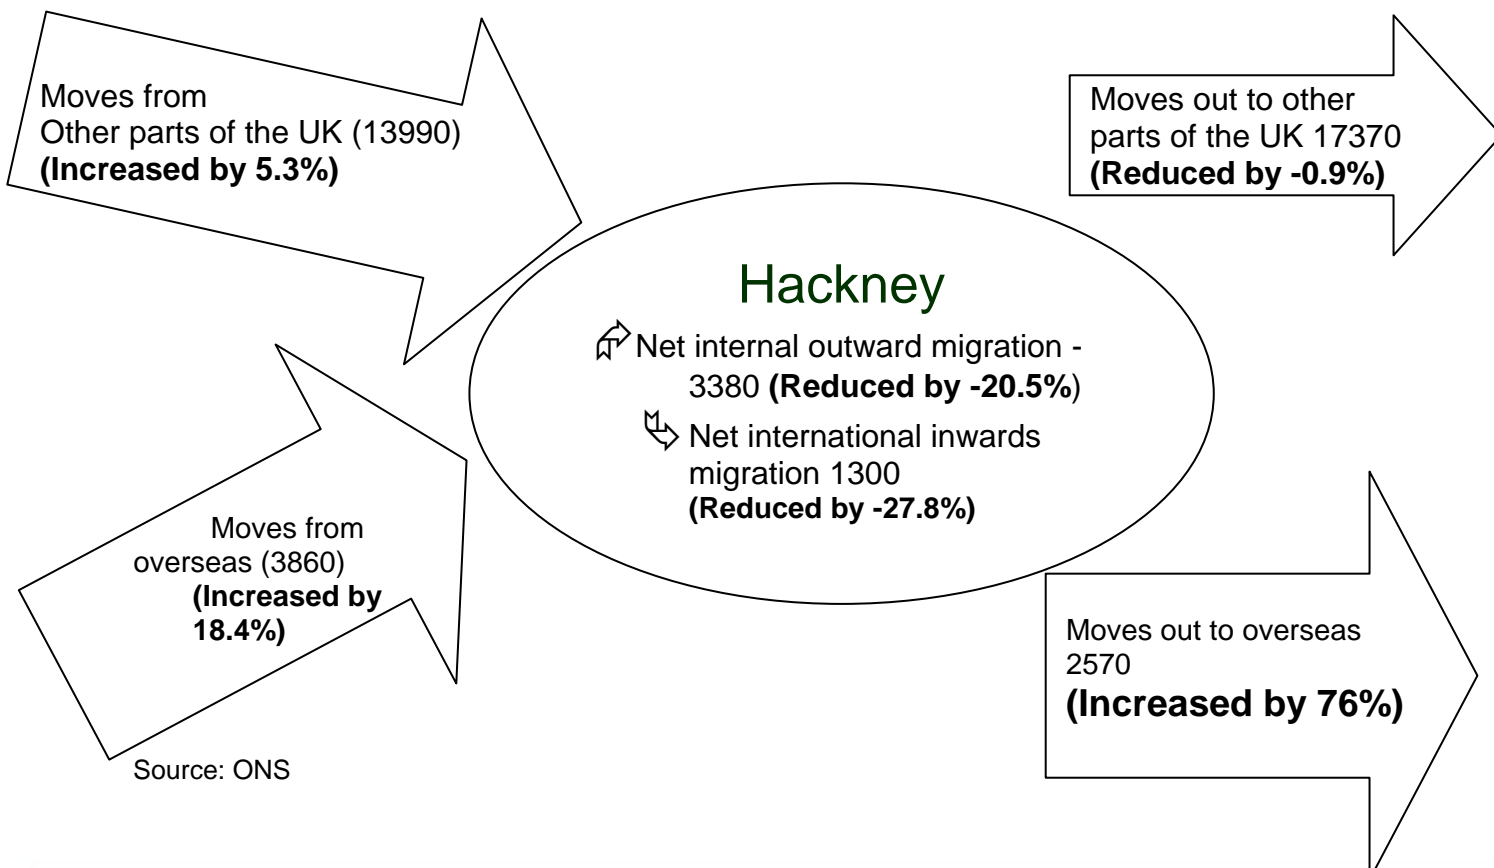 Moves from
Other parts of the UK (13990)
(Increased by 5.3%)
Moves out to other
parts of the UK 17370
(Reduced by -0.9%)
Hackney
Net internal outward migration -
3380 (Reduced by -20.5%)
Net international inwards
migration 1300
(Reduced by -27.8%)
Moves from
overseas (3860)
(Increased by
18.4%)
Moves out to overseas
2570
(Increased by 76%)
Source: ONS